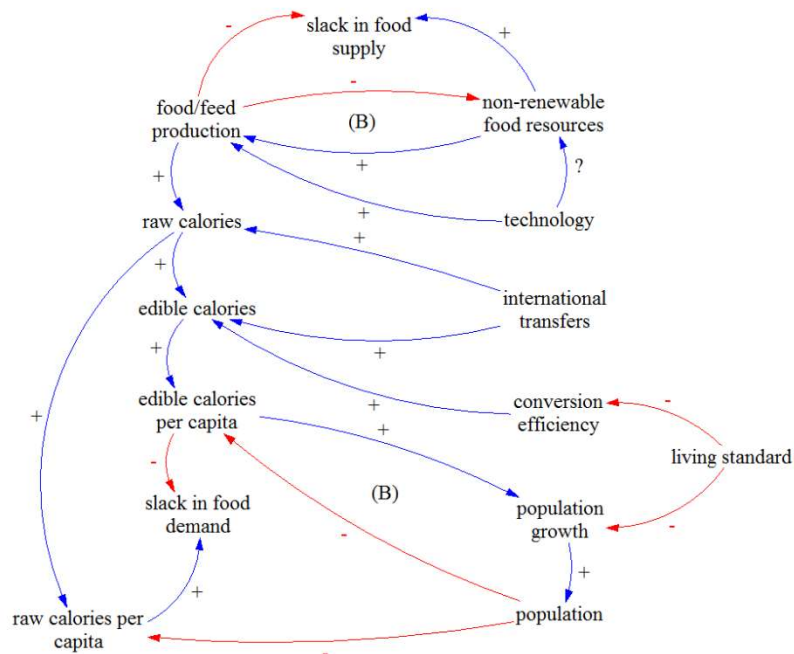 -
slack in food
supply
+
-
food/feed
production
(B)
non-renewable
food resources
+
+
?
+
technology
raw calories
+
+
international
transfers
edible calories
+
+
edible calories
per capita
+
conversion
efficiency
-
+
+
living standard
-
(B)
slack in food
demand
population
growth
-
-
+
+
raw calories per
capita
population